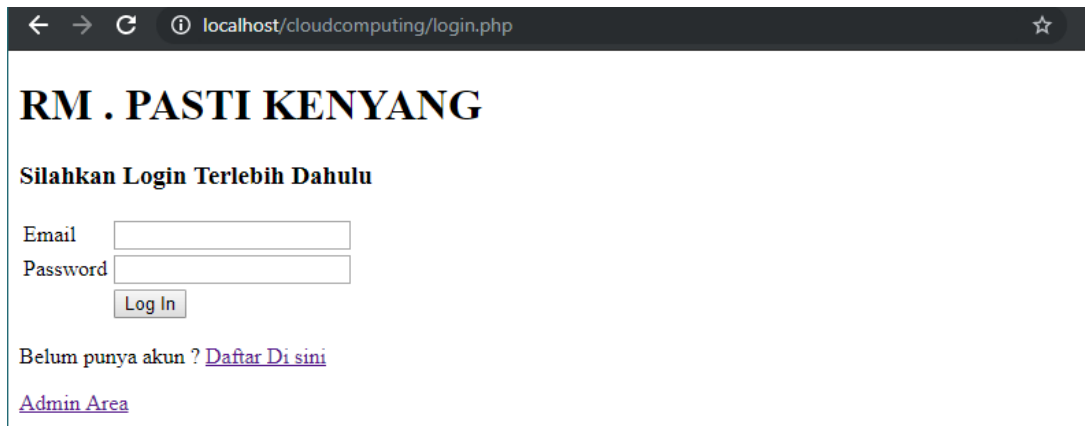 localhost/cloudcomputing/login.php
RM . PASTI KENYANG
Silahkan Login Terlebih Dahulu
Email
Password
Log In
Belum punya akun ? Daftar Di sini
Admin Area